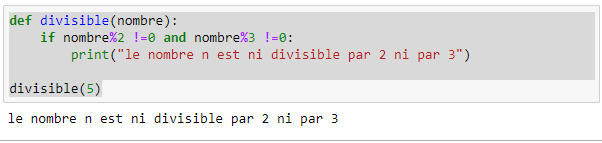 def divisible(nombre):
    if nombre%2 !=0 and nombre%3 !=0:
        print("le nombre n est ni divisible par 2 ni par 3")
divisible(5)
le nombre n est ni divisible par 2 ni par 3